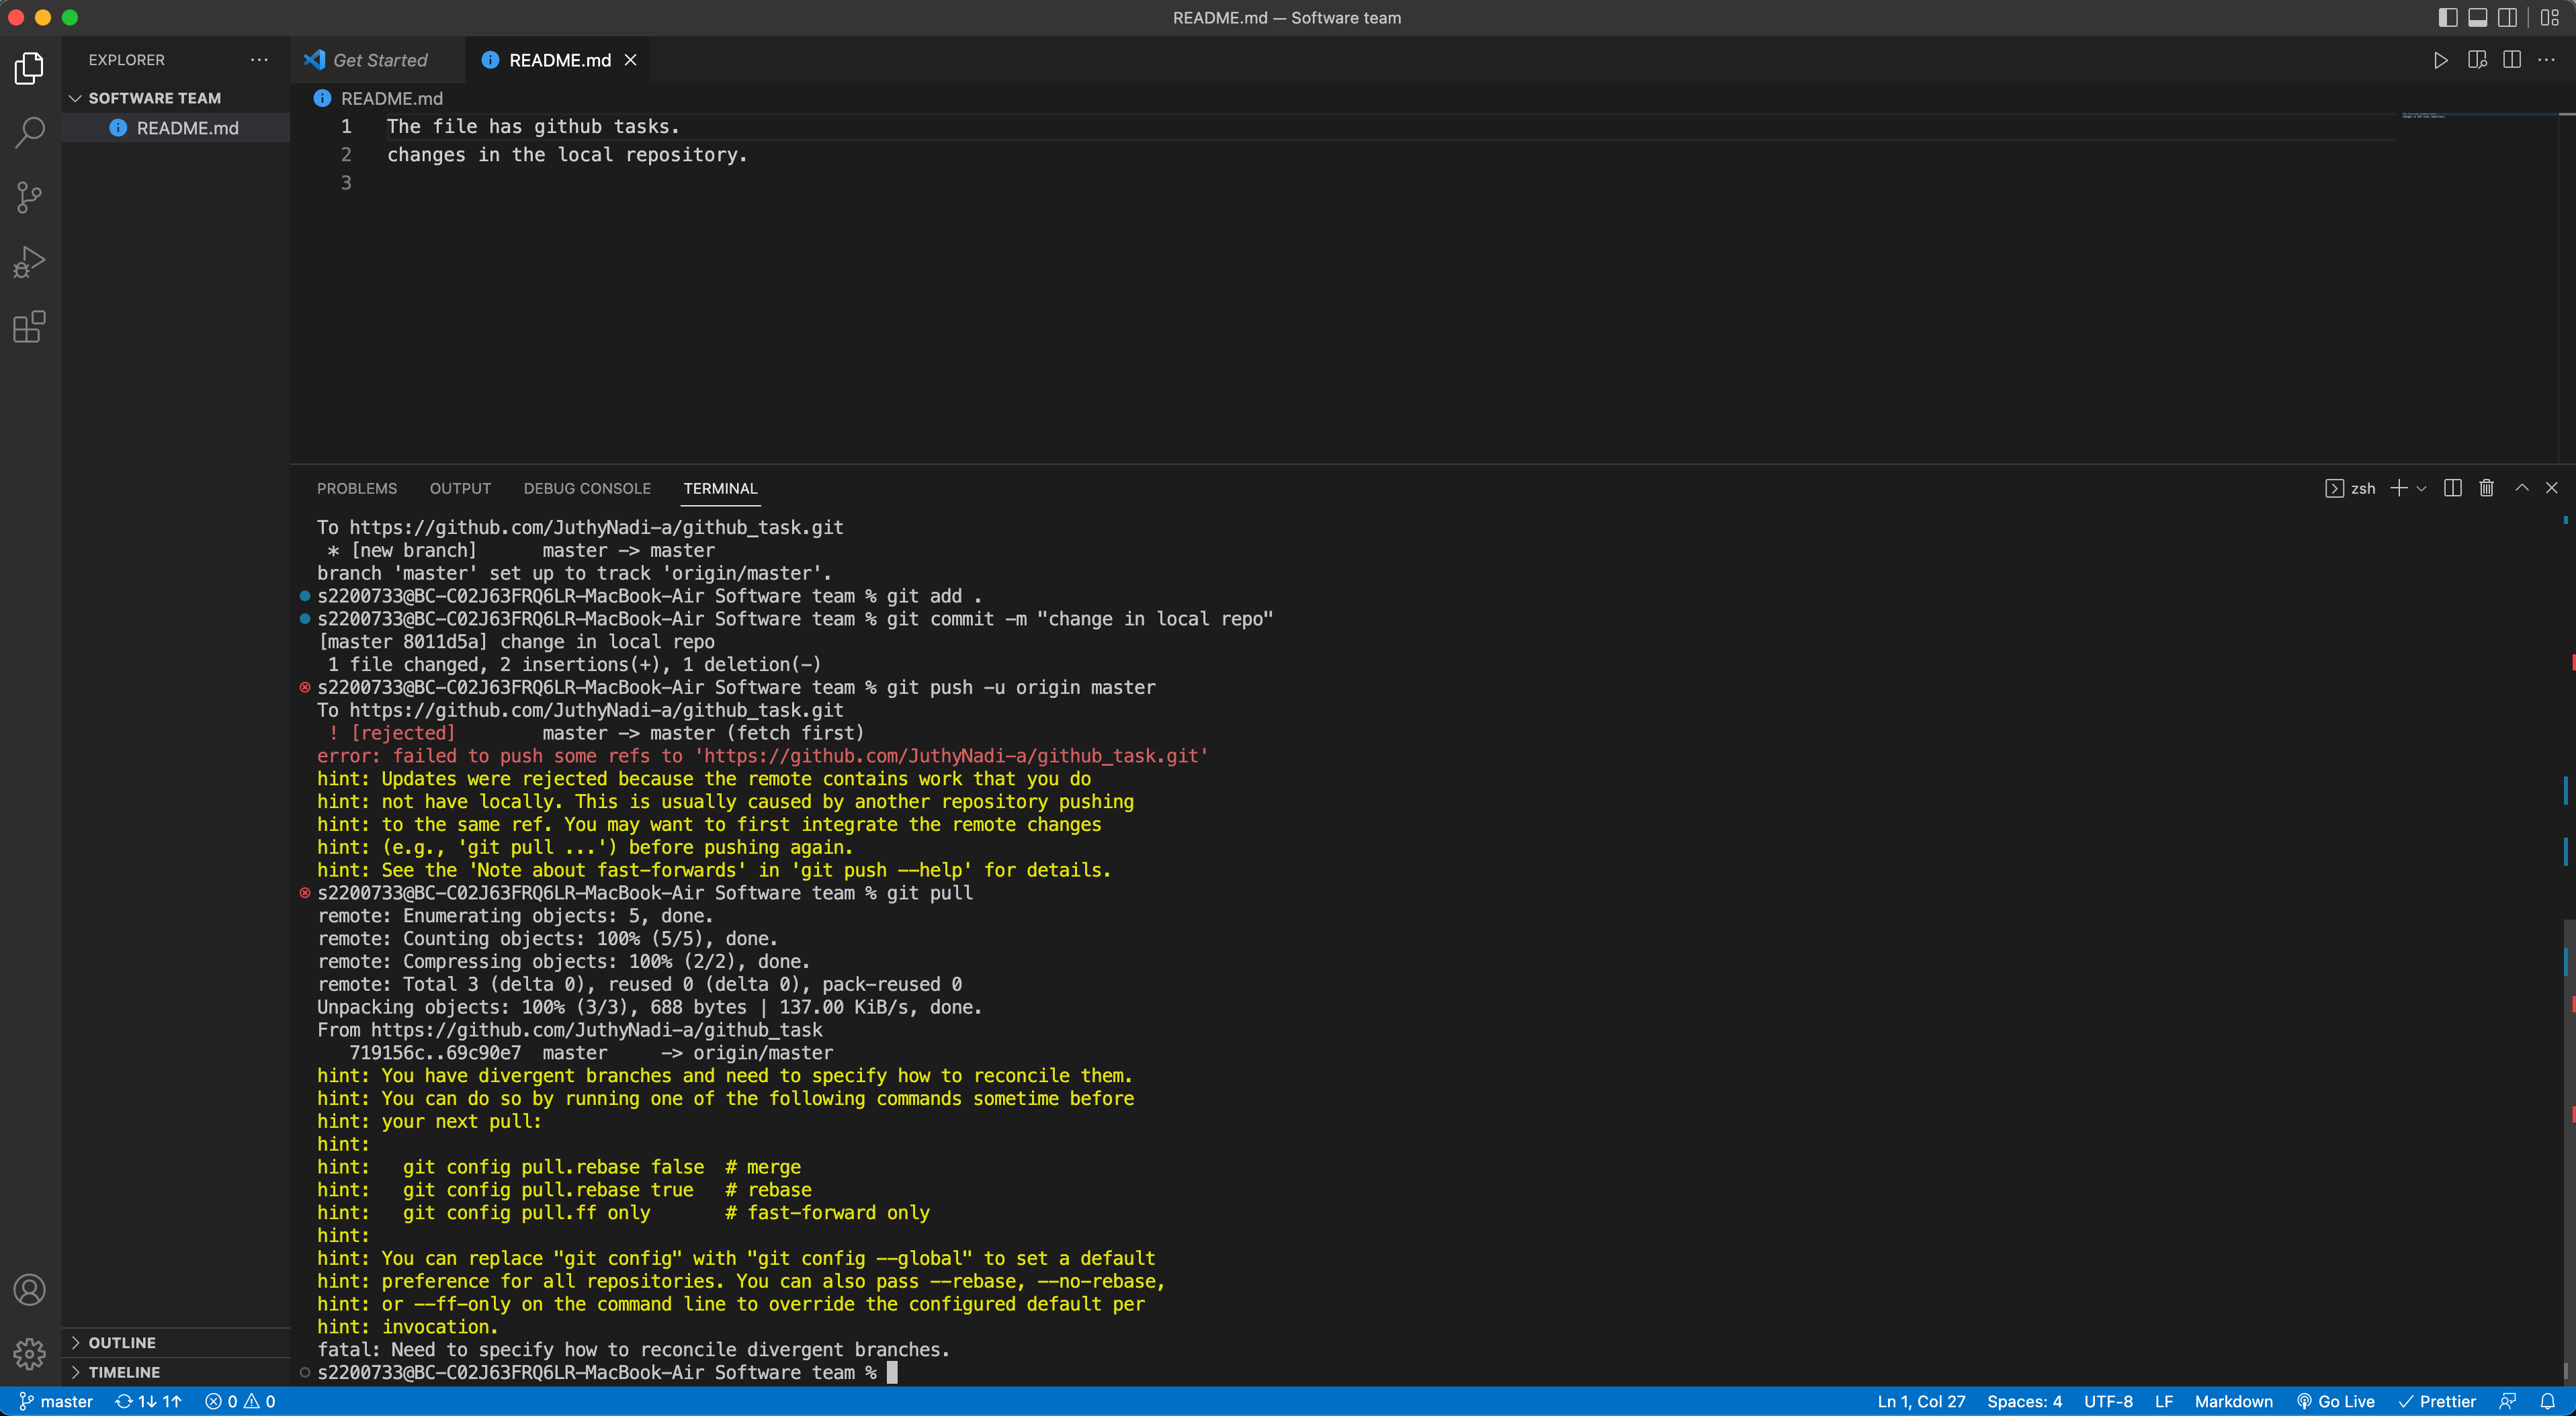 README.md — Software team
EXPLORER
Get Started
README.md
SOFTWARE TEAM
README.md
README.md
1 The file has github tasks.
2 changes in the local repository.
3
PROBLEMS OUTPUT DEBUG CONSOLE TERMINAL
zsh
To https://github.com/JuthyNadi-a/github_task.git
 * [new branch]      master -> master
branch 'master' set up to track 'origin/master'.
s2200733@BC-C02J63FRQ6LR-MacBook-Air Software team % git add .
s2200733@BC-C02J63FRQ6LR-MacBook-Air Software team % git commit -m "change in local repo"
[master 8011d5a] change in local repo
 1 file changed, 2 insertions(+), 1 deletion(-)
s2200733@BC-C02J63FRQ6LR-MacBook-Air Software team % git push -u origin master
To https://github.com/JuthyNadi-a/github_task.git
 ! [rejected]        master -> master (fetch first)
error: failed to push some refs to 'https://github.com/JuthyNadi-a/github_task.git'
hint: Updates were rejected because the remote contains work that you do
hint: not have locally. This is usually caused by another repository pushing
hint: to the same ref. You may want to first integrate the remote changes
hint: (e.g., 'git pull ...') before pushing again.
hint: See the 'Note about fast-forwards' in 'git push --help' for details.
s2200733@BC-C02J63FRQ6LR-MacBook-Air Software team % git pull
remote: Enumerating objects: 5, done.
remote: Counting objects: 100% (5/5), done.
remote: Compressing objects: 100% (2/2), done.
remote: Total 3 (delta 0), reused 0 (delta 0), pack-reused 0
Unpacking objects: 100% (3/3), 688 bytes | 137.00 KiB/s, done.
From https://github.com/JuthyNadi-a/github_task
   719156c..69c90e7  master     -> origin/master
hint: You have divergent branches and need to specify how to reconcile them.
hint: You can do so by running one of the following commands sometime before
hint: your next pull:
hint:
hint:   git config pull.rebase false  # merge
hint:   git config pull.rebase true   # rebase
hint:   git config pull.ff only       # fast-forward only
hint:
hint: You can replace "git config" with "git config --global" to set a default
hint: preference for all repositories. You can also pass --rebase, --no-rebase,
hint: or --ff-only on the command line to override the configured default per
hint: invocation.
fatal: Need to specify how to reconcile divergent branches.
s2200733@BC-C02J63FRQ6LR-MacBook-Air Software team %
OUTLINE
TIMELINE
master 1↓ 1↑ 0 0 Ln 1, Col 27 Spaces: 4 UTF-8 LF Markdown Go Live Prettier